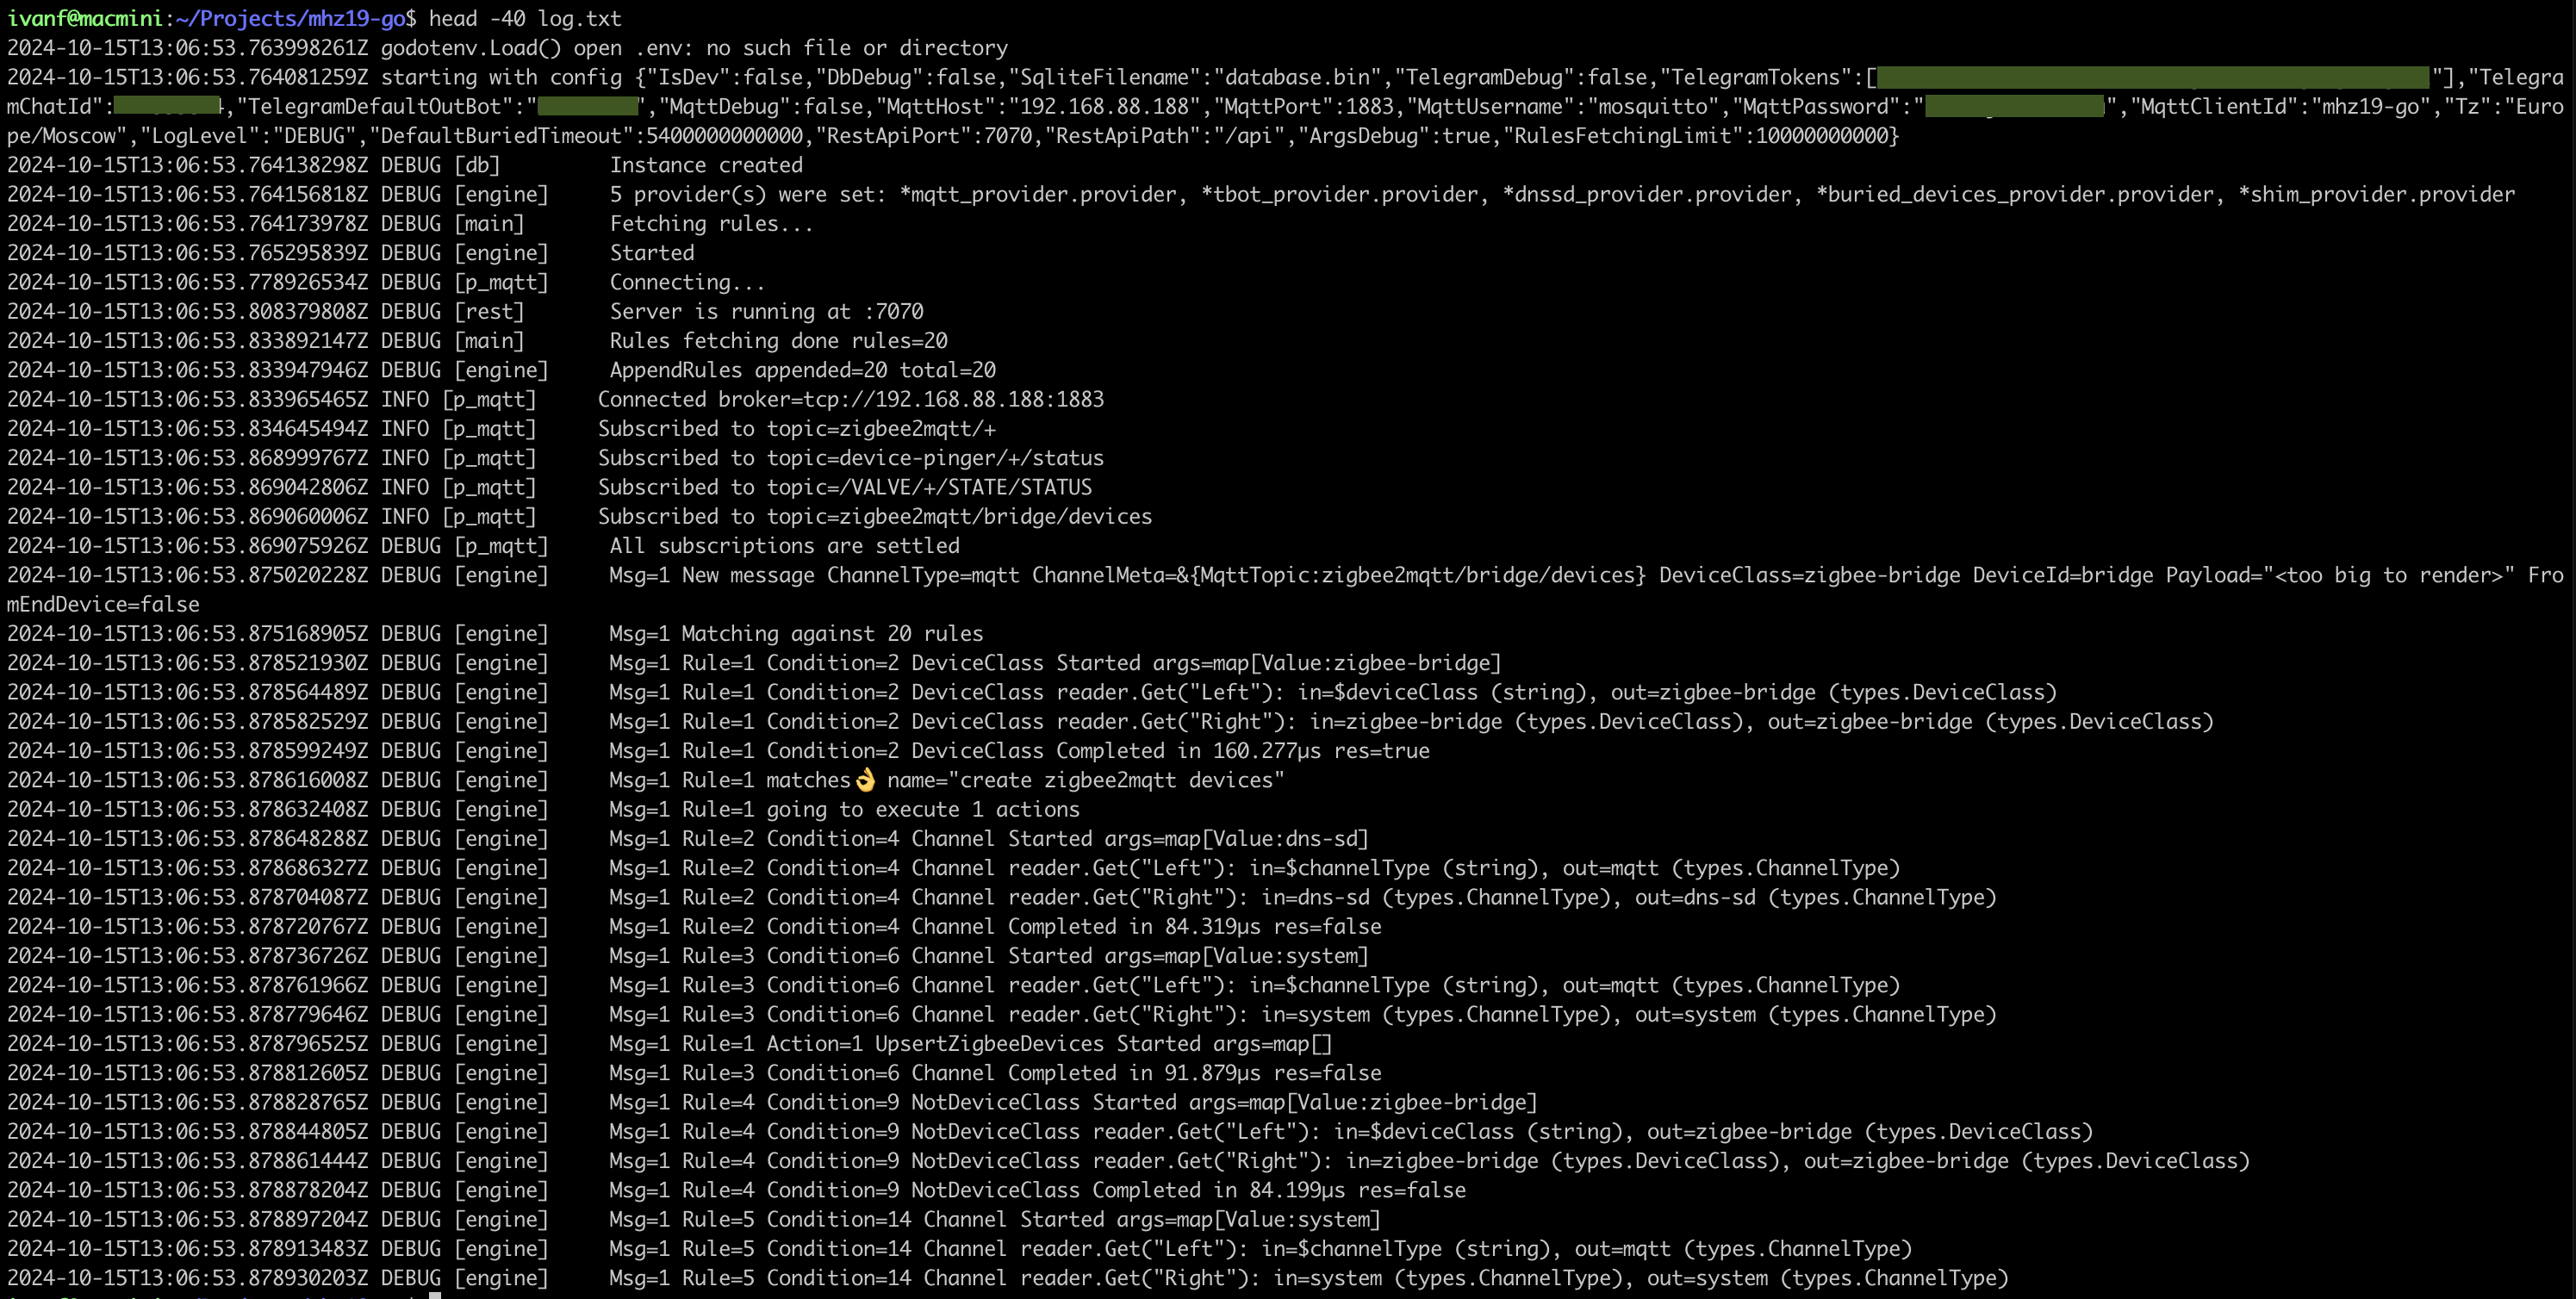 ivanf@macmini:~/Projects/mhz19-go$ head -40 log.txt
2024-10-15T13:06:53.763998261Z godotenv.Load() open .env: no such file or directory
2024-10-15T13:06:53.764081259Z starting with config {"IsDev":false,"DbDebug":false,"SqliteFilename":"database.bin","TelegramDebug":false,"TelegramTokens":[ "],"Telegra
mChatId": ,"TelegramDefaultOutBot":" ","MqttDebug":false,"MqttHost":"192.168.88.188","MqttPort":1883,"MqttUsername":"mosquitto","MqttPassword":" ","MqttClientId":"mhz19-go","Tz":"Euro
pe/Moscow","LogLevel":"DEBUG","DefaultBuriedTimeout":5400000000000,"RestApiPort":7070,"RestApiPath":"/api","ArgsDebug":true,"RulesFetchingLimit":10000000000}
2024-10-15T13:06:53.764138298Z DEBUG [db]         Instance created
2024-10-15T13:06:53.764156818Z DEBUG [engine]     5 provider(s) were set: *mqtt_provider.provider, *tbot_provider.provider, *dnssd_provider.provider, *buried_devices_provider.provider, *shim_provider.provider
2024-10-15T13:06:53.764173978Z DEBUG [main]       Fetching rules...
2024-10-15T13:06:53.765295839Z DEBUG [engine]     Started
2024-10-15T13:06:53.778926534Z DEBUG [p_mqtt]     Connecting...
2024-10-15T13:06:53.808379808Z DEBUG [rest]       Server is running at :7070
2024-10-15T13:06:53.833892147Z DEBUG [main]       Rules fetching done rules=20
2024-10-15T13:06:53.833947946Z DEBUG [engine]     AppendRules appended=20 total=20
2024-10-15T13:06:53.833965465Z INFO [p_mqtt]     Connected broker=tcp://192.168.88.188:1883
2024-10-15T13:06:53.834645494Z INFO [p_mqtt]     Subscribed to topic=zigbee2mqtt/+
2024-10-15T13:06:53.868999767Z INFO [p_mqtt]     Subscribed to topic=device-pinger/+/status
2024-10-15T13:06:53.869042806Z INFO [p_mqtt]     Subscribed to topic=/VALVE/+/STATE/STATUS
2024-10-15T13:06:53.869060006Z INFO [p_mqtt]     Subscribed to topic=zigbee2mqtt/bridge/devices
2024-10-15T13:06:53.869075926Z DEBUG [p_mqtt]     All subscriptions are settled
2024-10-15T13:06:53.875020228Z DEBUG [engine]     Msg=1 New message ChannelType=mqtt ChannelMeta=&{MqttTopic:zigbee2mqtt/bridge/devices} DeviceClass=zigbee-bridge DeviceId=bridge Payload="<too big to render>" Fro
mEndDevice=false
2024-10-15T13:06:53.875168905Z DEBUG [engine]     Msg=1 Matching against 20 rules
2024-10-15T13:06:53.878521930Z DEBUG [engine]     Msg=1 Rule=1 Condition=2 DeviceClass Started args=map[Value:zigbee-bridge]
2024-10-15T13:06:53.878564489Z DEBUG [engine]     Msg=1 Rule=1 Condition=2 DeviceClass reader.Get("Left"): in=$deviceClass (string), out=zigbee-bridge (types.DeviceClass)
2024-10-15T13:06:53.878582529Z DEBUG [engine]     Msg=1 Rule=1 Condition=2 DeviceClass reader.Get("Right"): in=zigbee-bridge (types.DeviceClass), out=zigbee-bridge (types.DeviceClass)
2024-10-15T13:06:53.878599249Z DEBUG [engine]     Msg=1 Rule=1 Condition=2 DeviceClass Completed in 160.277µs res=true
2024-10-15T13:06:53.878616008Z DEBUG [engine]     Msg=1 Rule=1 matches👌 name="create zigbee2mqtt devices"
2024-10-15T13:06:53.878632408Z DEBUG [engine]     Msg=1 Rule=1 going to execute 1 actions
2024-10-15T13:06:53.878648288Z DEBUG [engine]     Msg=1 Rule=2 Condition=4 Channel Started args=map[Value:dns-sd]
2024-10-15T13:06:53.878686327Z DEBUG [engine]     Msg=1 Rule=2 Condition=4 Channel reader.Get("Left"): in=$channelType (string), out=mqtt (types.ChannelType)
2024-10-15T13:06:53.878704087Z DEBUG [engine]     Msg=1 Rule=2 Condition=4 Channel reader.Get("Right"): in=dns-sd (types.ChannelType), out=dns-sd (types.ChannelType)
2024-10-15T13:06:53.878720767Z DEBUG [engine]     Msg=1 Rule=2 Condition=4 Channel Completed in 84.319µs res=false
2024-10-15T13:06:53.878736726Z DEBUG [engine]     Msg=1 Rule=3 Condition=6 Channel Started args=map[Value:system]
2024-10-15T13:06:53.878761966Z DEBUG [engine]     Msg=1 Rule=3 Condition=6 Channel reader.Get("Left"): in=$channelType (string), out=mqtt (types.ChannelType)
2024-10-15T13:06:53.878779646Z DEBUG [engine]     Msg=1 Rule=3 Condition=6 Channel reader.Get("Right"): in=system (types.ChannelType), out=system (types.ChannelType)
2024-10-15T13:06:53.878796525Z DEBUG [engine]     Msg=1 Rule=1 Action=1 UpsertZigbeeDevices Started args=map[]
2024-10-15T13:06:53.878812605Z DEBUG [engine]     Msg=1 Rule=3 Condition=6 Channel Completed in 91.879µs res=false
2024-10-15T13:06:53.878828765Z DEBUG [engine]     Msg=1 Rule=4 Condition=9 NotDeviceClass Started args=map[Value:zigbee-bridge]
2024-10-15T13:06:53.878844805Z DEBUG [engine]     Msg=1 Rule=4 Condition=9 NotDeviceClass reader.Get("Left"): in=$deviceClass (string), out=zigbee-bridge (types.DeviceClass)
2024-10-15T13:06:53.878861444Z DEBUG [engine]     Msg=1 Rule=4 Condition=9 NotDeviceClass reader.Get("Right"): in=zigbee-bridge (types.DeviceClass), out=zigbee-bridge (types.DeviceClass)
2024-10-15T13:06:53.878878204Z DEBUG [engine]     Msg=1 Rule=4 Condition=9 NotDeviceClass Completed in 84.199µs res=false
2024-10-15T13:06:53.878897204Z DEBUG [engine]     Msg=1 Rule=5 Condition=14 Channel Started args=map[Value:system]
2024-10-15T13:06:53.878913483Z DEBUG [engine]     Msg=1 Rule=5 Condition=14 Channel reader.Get("Left"): in=$channelType (string), out=mqtt (types.ChannelType)
2024-10-15T13:06:53.878930203Z DEBUG [engine]     Msg=1 Rule=5 Condition=14 Channel reader.Get("Right"): in=system (types.ChannelType), out=system (types.ChannelType)